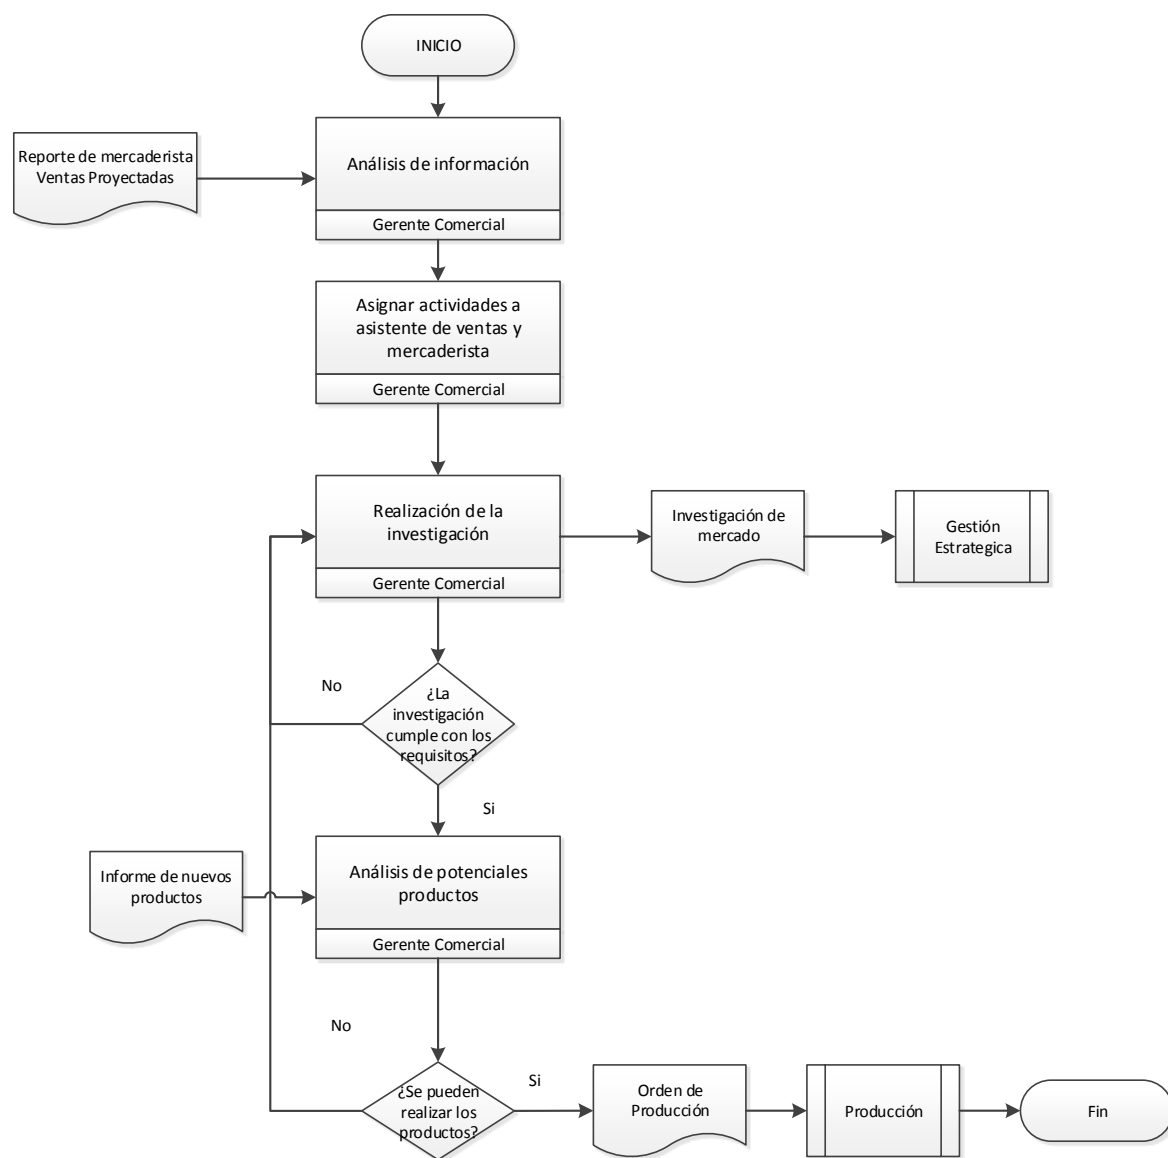 INICIO
Reporte de mercaderista
Ventas Proyectadas
Análisis de información
Gerente Comercial
Asignar actividades a
asistente de ventas y
mercaderista
Gerente Comercial
Realización de la
investigación
Gerente Comercial
Investigación de
mercado
Gestión
Estrategica
No
¿La
investigación
cumple con los
requisitos?
Si
Informe de nuevos
productos
Análisis de potenciales
productos
Gerente Comercial
No
¿Se pueden
realizar los
productos?
Si
Orden de
Producción
Producción
Fin